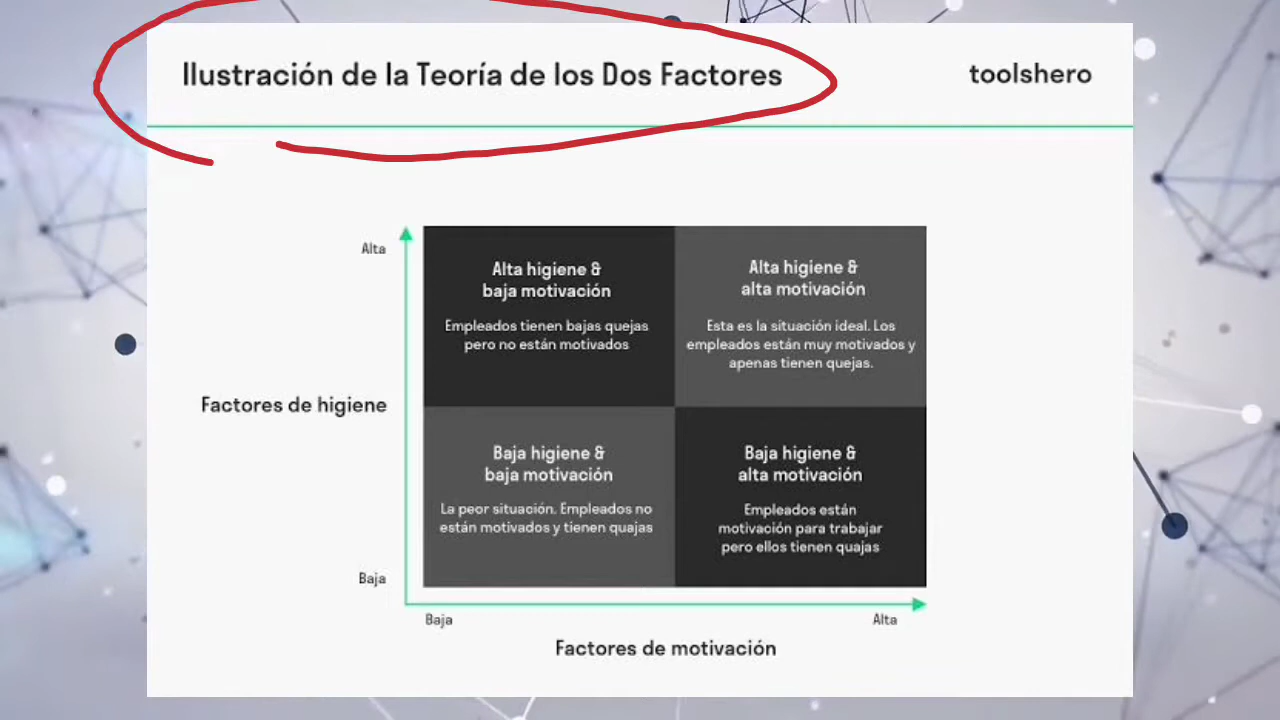 Ilustración de la Teoría de los Dos Factores
toolshero
Alta
Alta higiene &
baja motivación
Empleados tienen bajas quejas
pero no están motivados
Alta higiene &
alta motivación
Esta es la situación ideal. Los
empleados están muy motivados y
apenas tienen quejas.
Factores de higiene
Baja higiene &
baja motivación
La peor situación. Empleados no
están motivados y tienen quajas
Baja higiene &
alta motivación
Empleados están
motivación para trabajar
pero ellos tienen quajas
Baja
Baja
Alta
Factores de motivación